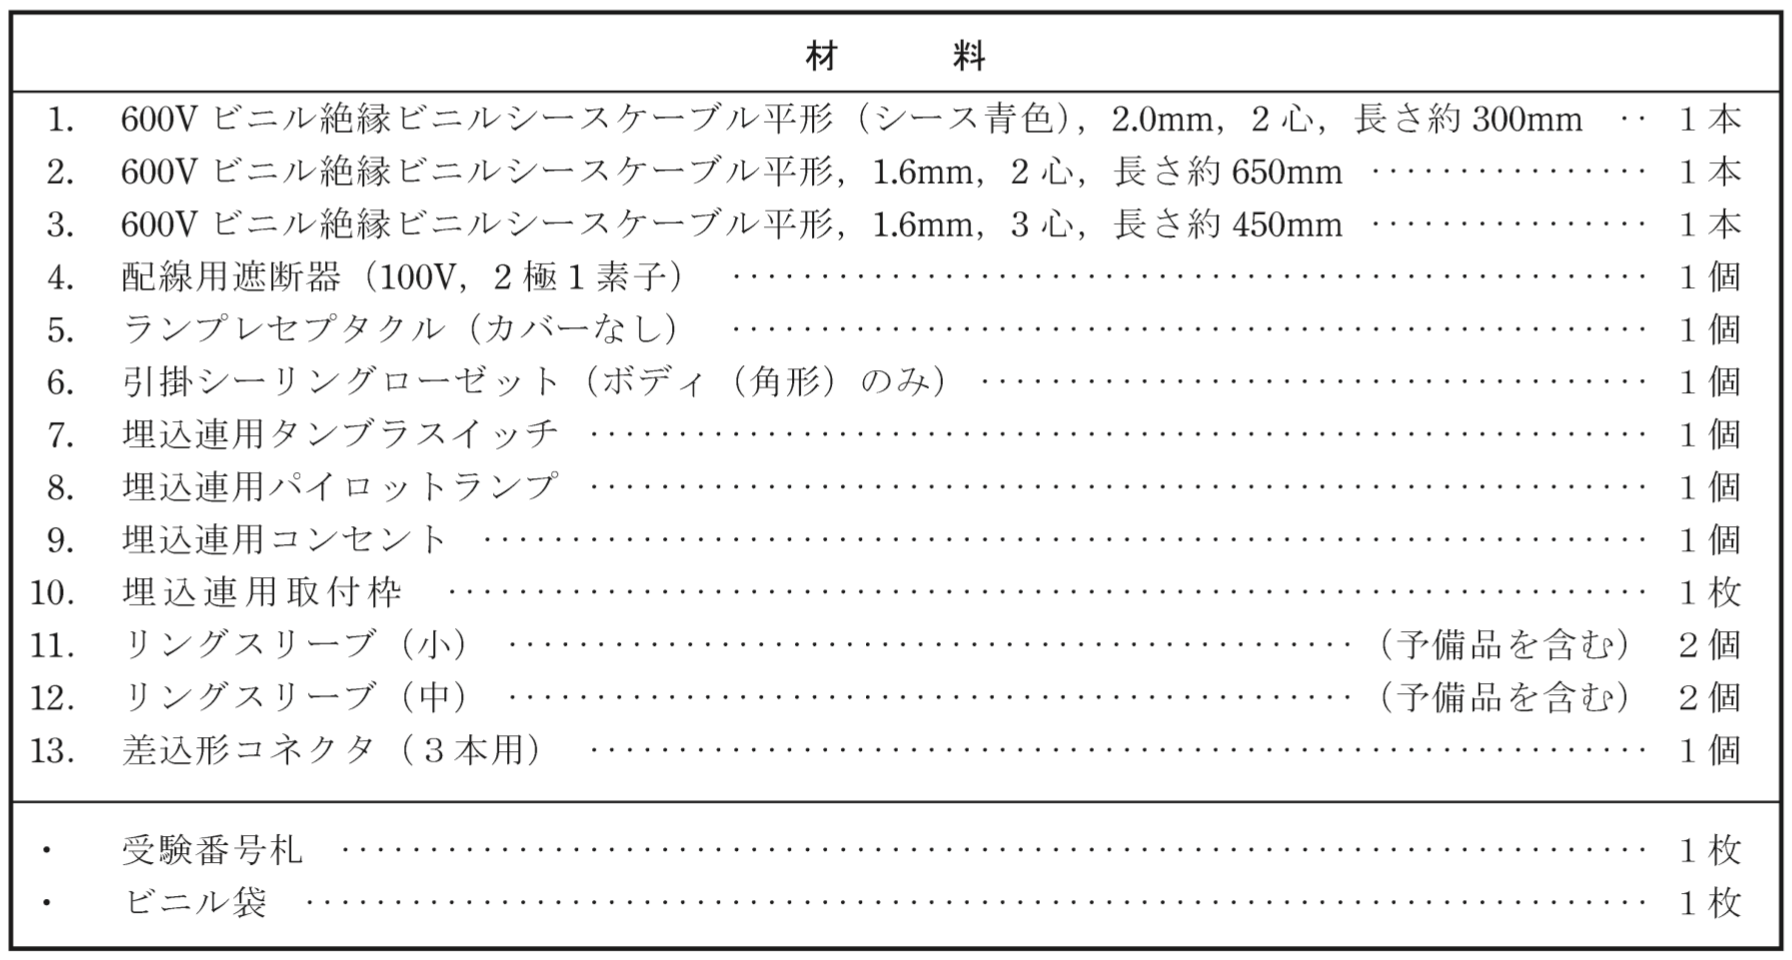 材　　料
1. 600V ビニル絶縁ビニルシースケーブル平形（シース青色），2.0mm，2 心，長さ約 300mm ‥ 1 本
2. 600V ビニル絶縁ビニルシースケーブル平形，1.6mm，2 心，長さ約 650mm ‥‥‥‥‥‥‥‥ 1 本
3. 600V ビニル絶縁ビニルシースケーブル平形，1.6mm，3 心，長さ約 450mm ‥‥‥‥‥‥‥‥ 1 本
4. 配線用遮断器（100V，2 極 1 素子） ‥‥‥‥‥‥‥‥‥‥‥‥‥‥‥‥‥‥‥‥‥‥‥‥‥‥ 1 個
5. ランプレセプタクル（カバーなし） ‥‥‥‥‥‥‥‥‥‥‥‥‥‥‥‥‥‥‥‥‥‥‥‥‥‥ 1 個
6. 引掛シーリングローゼット（ボディ（角形）のみ） ‥‥‥‥‥‥‥‥‥‥‥‥‥‥‥‥‥‥‥ 1 個
7. 埋込連用タンブラスイッチ ‥‥‥‥‥‥‥‥‥‥‥‥‥‥‥‥‥‥‥‥‥‥‥‥‥‥‥‥‥‥ 1 個
8. 埋込連用パイロットランプ ‥‥‥‥‥‥‥‥‥‥‥‥‥‥‥‥‥‥‥‥‥‥‥‥‥‥‥‥‥‥ 1 個
9. 埋込連用コンセント ‥‥‥‥‥‥‥‥‥‥‥‥‥‥‥‥‥‥‥‥‥‥‥‥‥‥‥‥‥‥‥‥‥ 1 個
10. 埋込連用取付枠 ‥‥‥‥‥‥‥‥‥‥‥‥‥‥‥‥‥‥‥‥‥‥‥‥‥‥‥‥‥‥‥‥‥‥ 1 枚
11. リングスリーブ（小） ‥‥‥‥‥‥‥‥‥‥‥‥‥‥‥‥‥‥‥‥‥‥‥‥（予備品を含む） 2 個
12. リングスリーブ（中） ‥‥‥‥‥‥‥‥‥‥‥‥‥‥‥‥‥‥‥‥‥‥‥‥（予備品を含む） 2 個
13. 差込形コネクタ（3 本用） ‥‥‥‥‥‥‥‥‥‥‥‥‥‥‥‥‥‥‥‥‥‥‥‥‥‥‥‥‥‥ 1 個
・ 受験番号札 ‥‥‥‥‥‥‥‥‥‥‥‥‥‥‥‥‥‥‥‥‥‥‥‥‥‥‥‥‥‥‥‥‥‥‥‥‥ 1 枚
・ ビニル袋 ‥‥‥‥‥‥‥‥‥‥‥‥‥‥‥‥‥‥‥‥‥‥‥‥‥‥‥‥‥‥‥‥‥‥‥‥‥‥ 1 枚